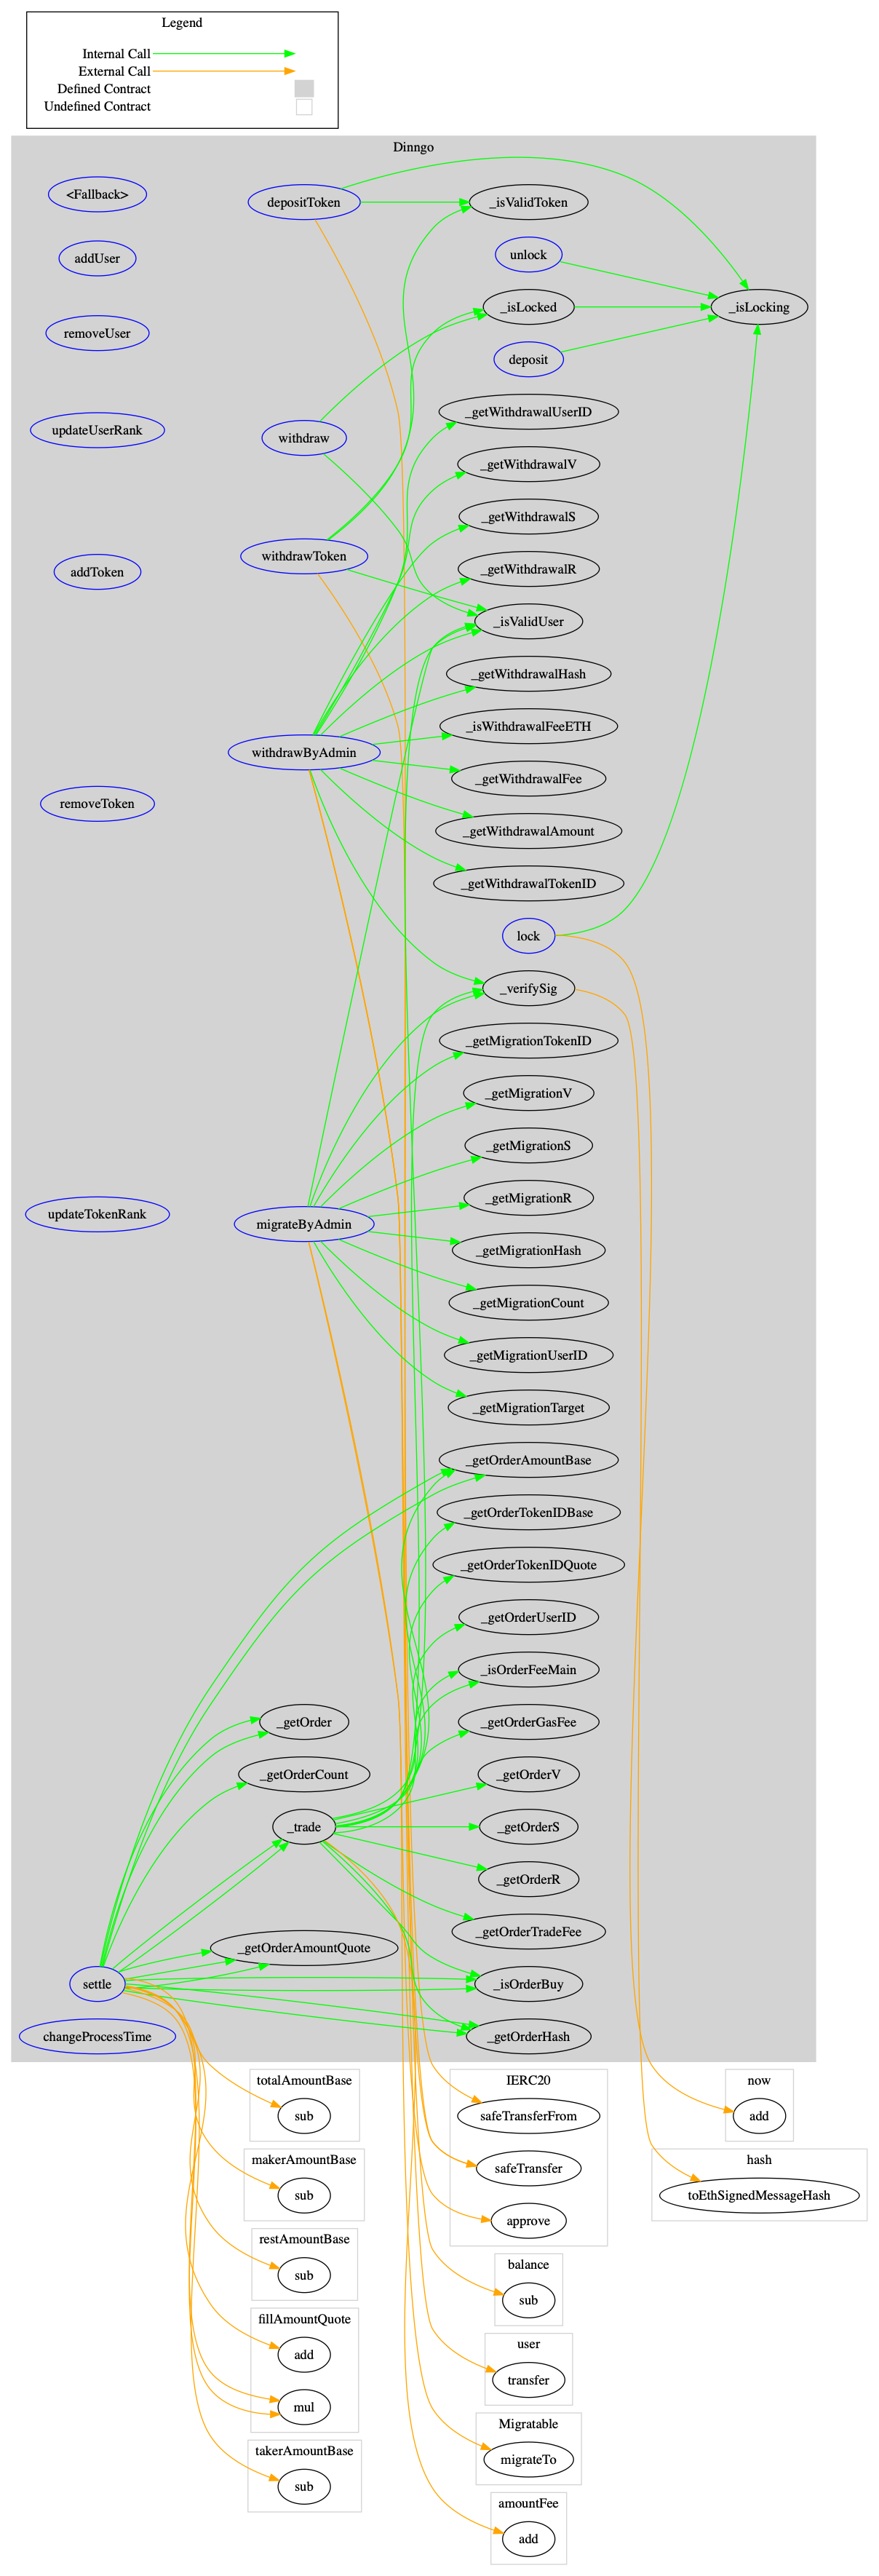 Legend
Internal Call
External Call
Defined Contract
Undefined Contract
Dinngo
<Fallback>
addUser
removeUser
updateUserRank
addToken
removeToken
updateTokenRank
settle
changeProcessTime
depositToken
withdraw
withdrawToken
withdrawByAdmin
migrateByAdmin
_getOrder
_getOrderCount
_trade
_getOrderAmountQuote
_isValidToken
unlock
_isLocked
deposit
_getWithdrawalUserID
_getWithdrawalV
_getWithdrawalS
_getWithdrawalR
_isValidUser
_getWithdrawalHash
_isWithdrawalFeeETH
_getWithdrawalFee
_getWithdrawalAmount
_getWithdrawalTokenID
lock
_verifySig
_getMigrationTokenID
_getMigrationV
_getMigrationS
_getMigrationR
_getMigrationHash
_getMigrationCount
_getMigrationUserID
_getMigrationTarget
_getOrderAmountBase
_getOrderTokenIDBase
_getOrderTokenIDQuote
_getOrderUserID
_isOrderFeeMain
_getOrderGasFee
_getOrderV
_getOrderS
_getOrderR
_getOrderTradeFee
_isOrderBuy
_getOrderHash
_isLocking
totalAmountBase
sub
makerAmountBase
sub
restAmountBase
sub
fillAmountQuote
add
mul
takerAmountBase
sub
IERC20
safeTransferFrom
safeTransfer
approve
balance
sub
user
transfer
Migratable
migrateTo
amountFee
add
now
add
hash
toEthSignedMessageHash